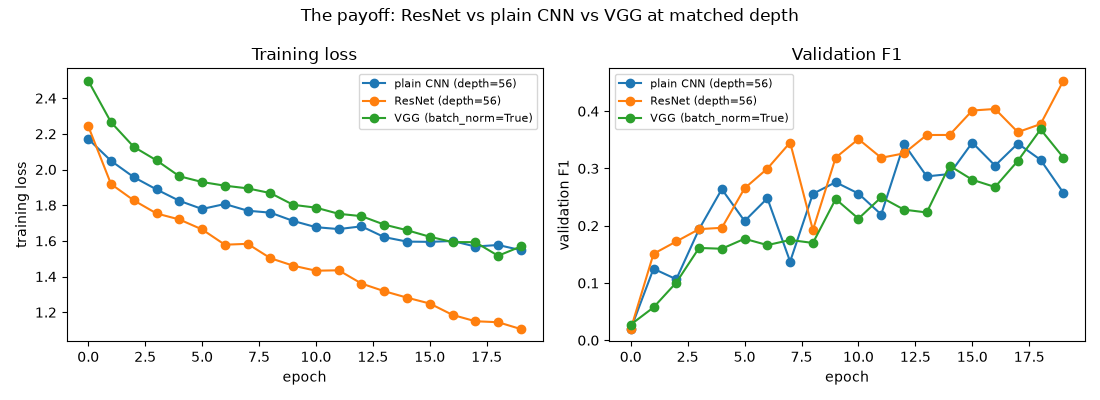 The payoff: ResNet vs plain CNN vs VGG at matched depth
Training loss
plain CNN (depth=56)
ResNet (depth=56)
VGG (batch_norm=True)
2.4
2.2
2.0
1.8
1.6
1.4
1.2
training loss
0.0 2.5 5.0 7.5 10.0 12.5 15.0 17.5
epoch
Validation F1
plain CNN (depth=56)
ResNet (depth=56)
VGG (batch_norm=True)
0.4
0.3
0.2
0.1
0.0
validation F1
0.0 2.5 5.0 7.5 10.0 12.5 15.0 17.5
epoch